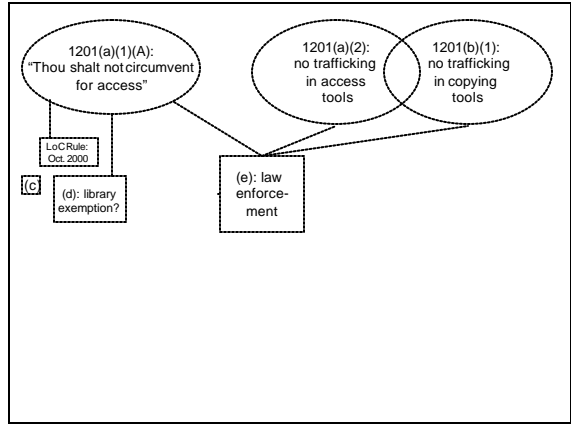 1201(a)(1)(A):
“Thou shalt not circumvent
for access”
1201(a)(2):
no trafficking
in access
tools
1201(b)(1):
no trafficking
in copying
tools
LoC Rule:
Oct. 2000
(c)
(d): library
exemption?
(e): law
enforce-
ment